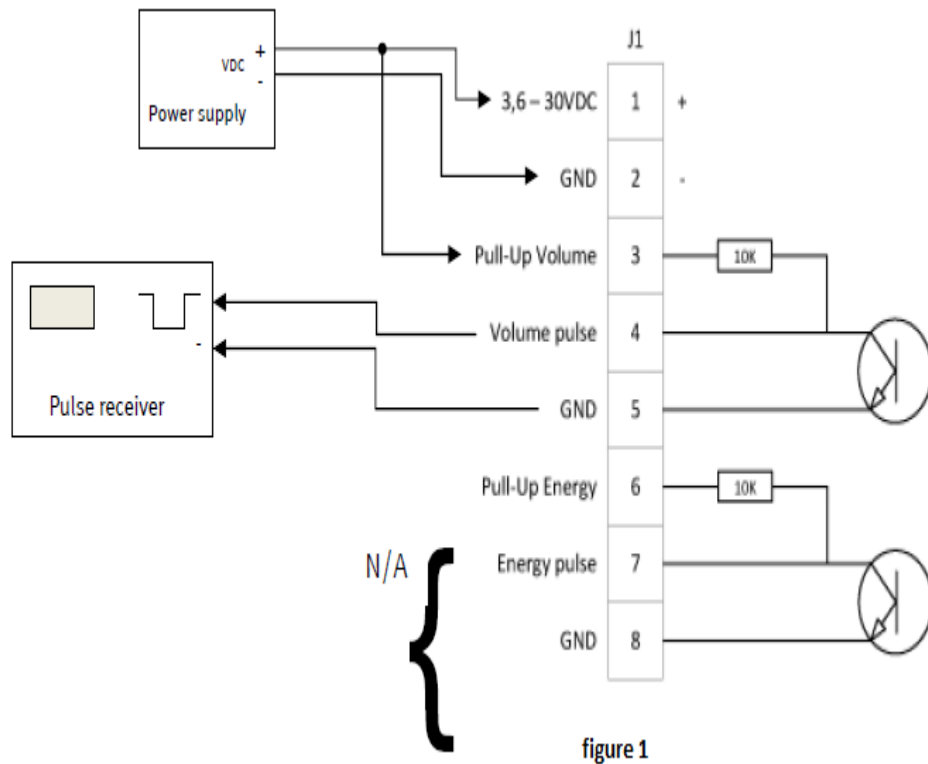 J1
+
VDC
-
Power supply
3,6 – 30VDC 1 +
GND 2 -
Pull-Up Volume 3 10K
Volume pulse 4
-
Pulse receiver
GND 5
Pull-Up Energy 6 10K
N/A
Energy pulse 7
GND 8
figure 1